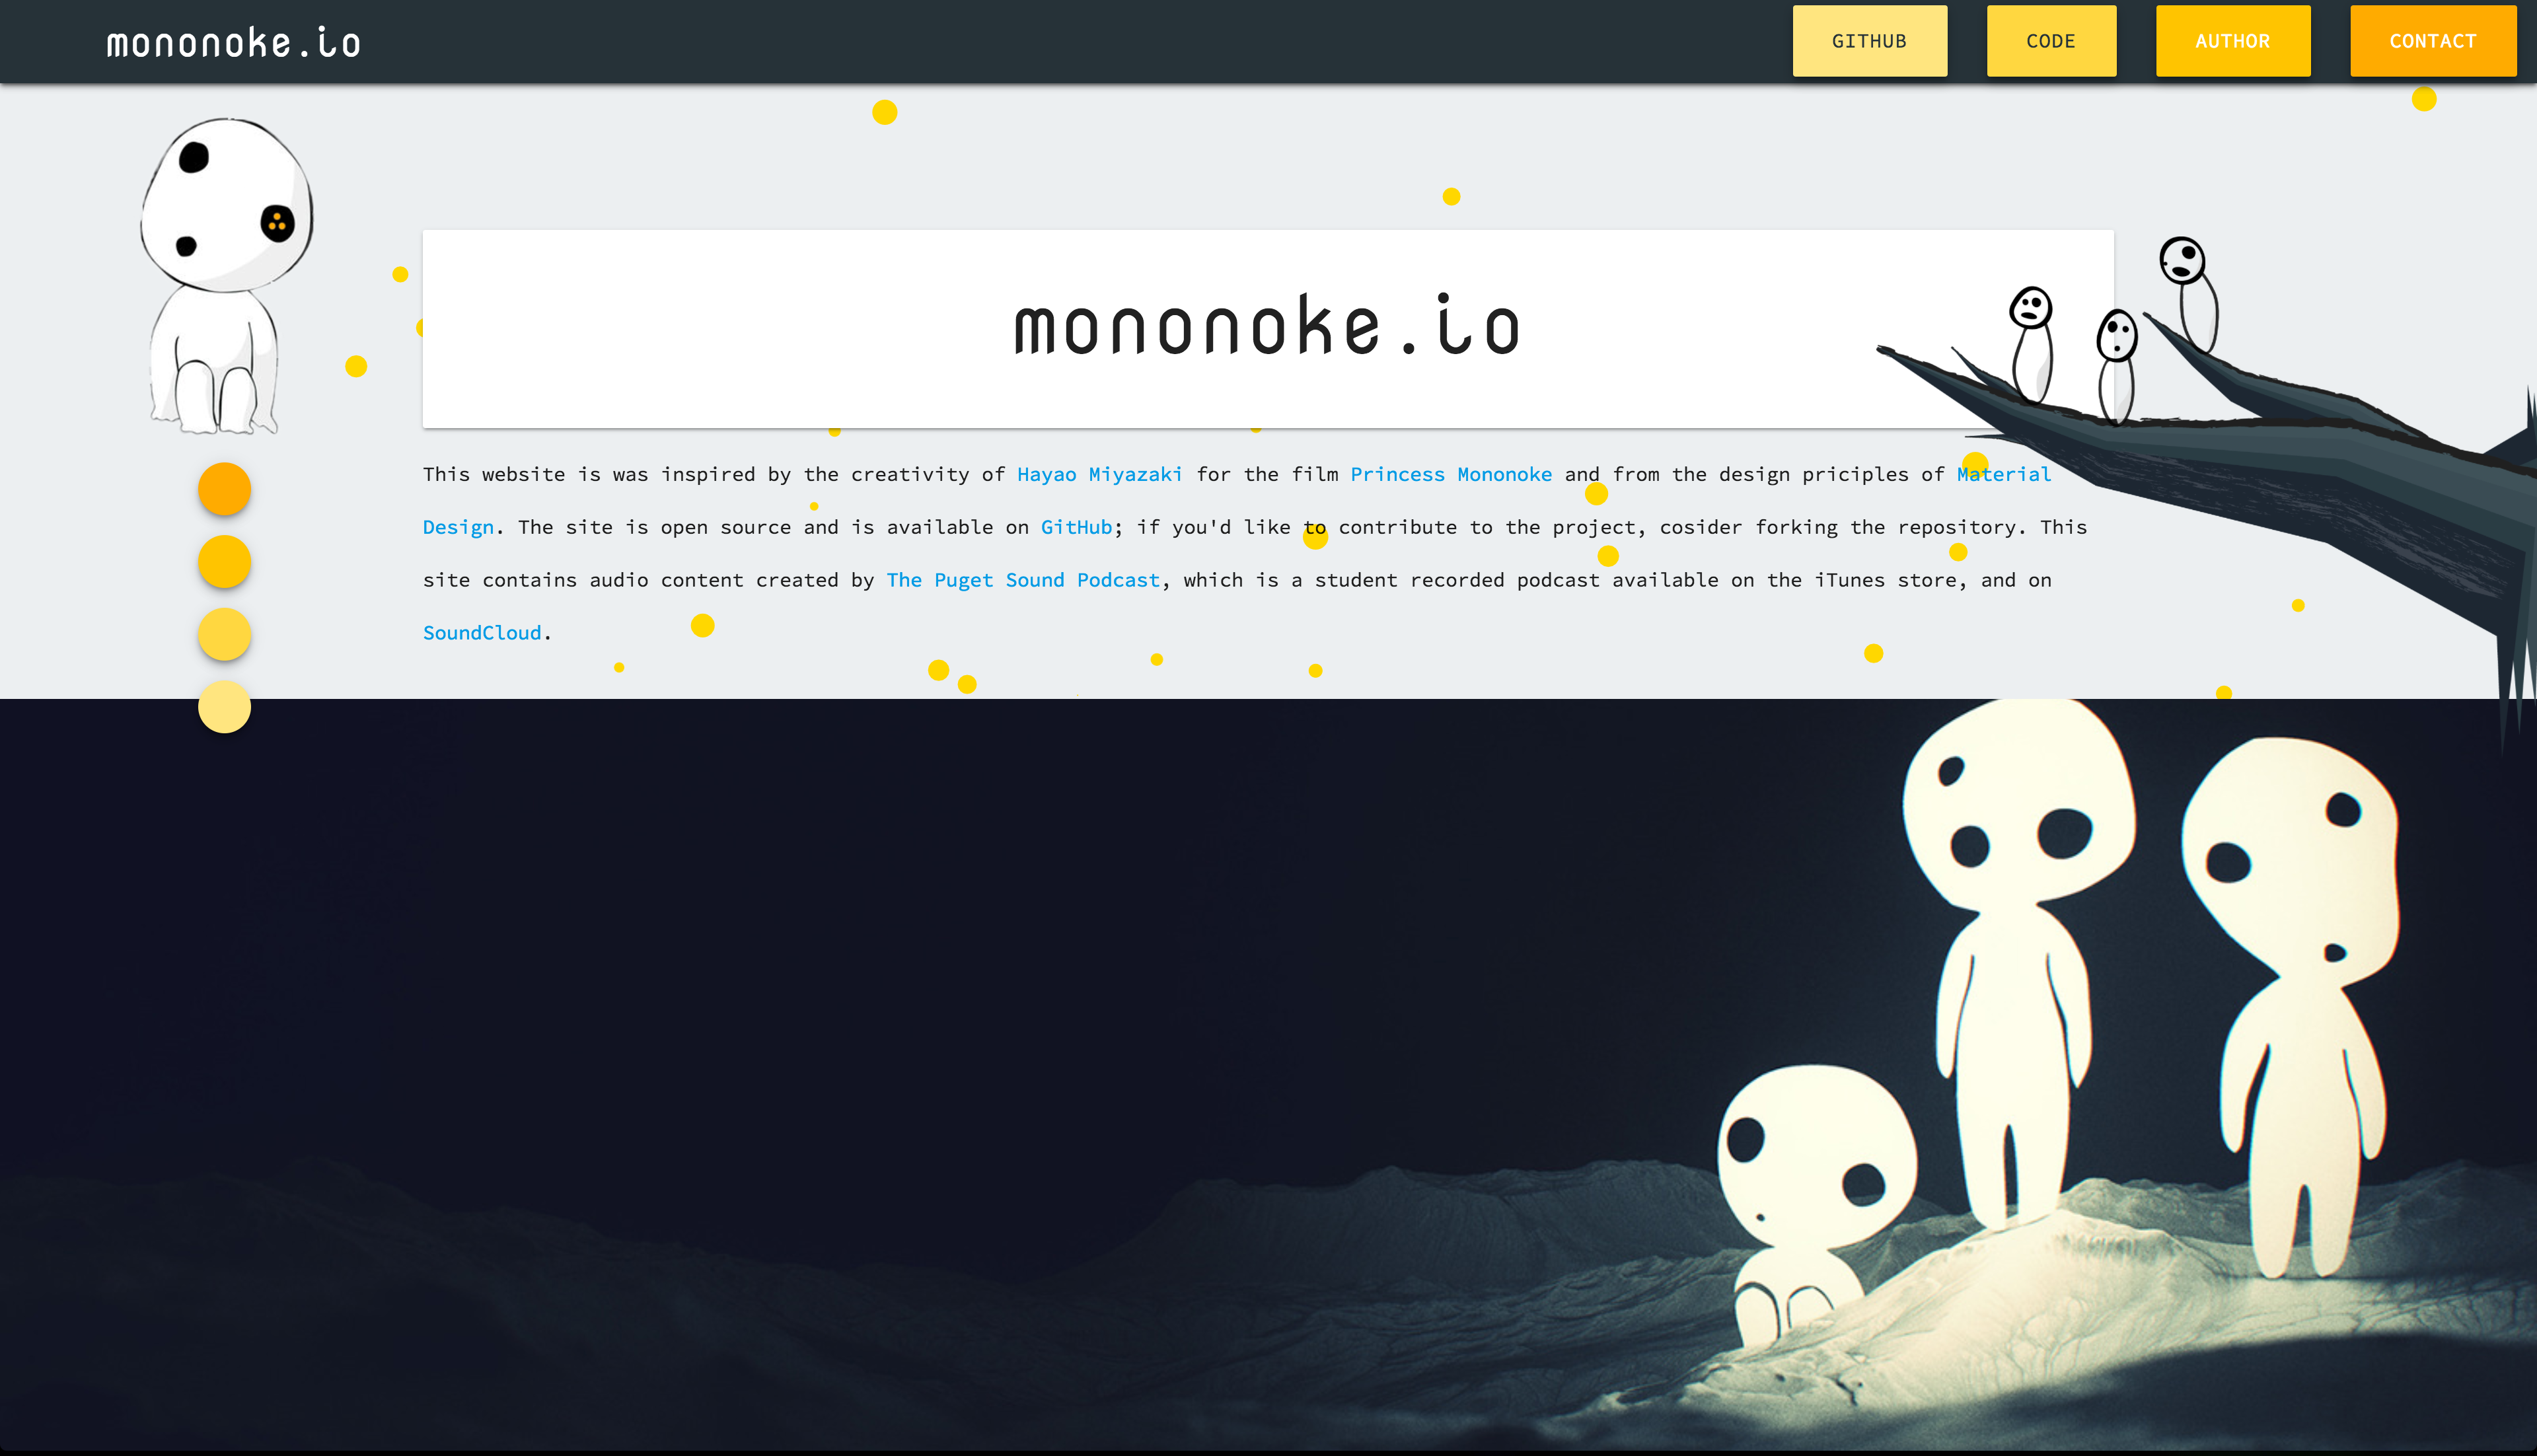 mononoke.io
GITHUB
CODE
AUTHOR
CONTACT
mononoke.io
This website is was inspired by the creativity of Hayao Miyazaki for the film Princess Mononoke and from the design priciples of Material
Design. The site is open source and is available on GitHub; if you'd like to contribute to the project, cosider forking the repository. This
site contains audio content created by The Puget Sound Podcast, which is a student recorded podcast available on the iTunes store, and on
SoundCloud.